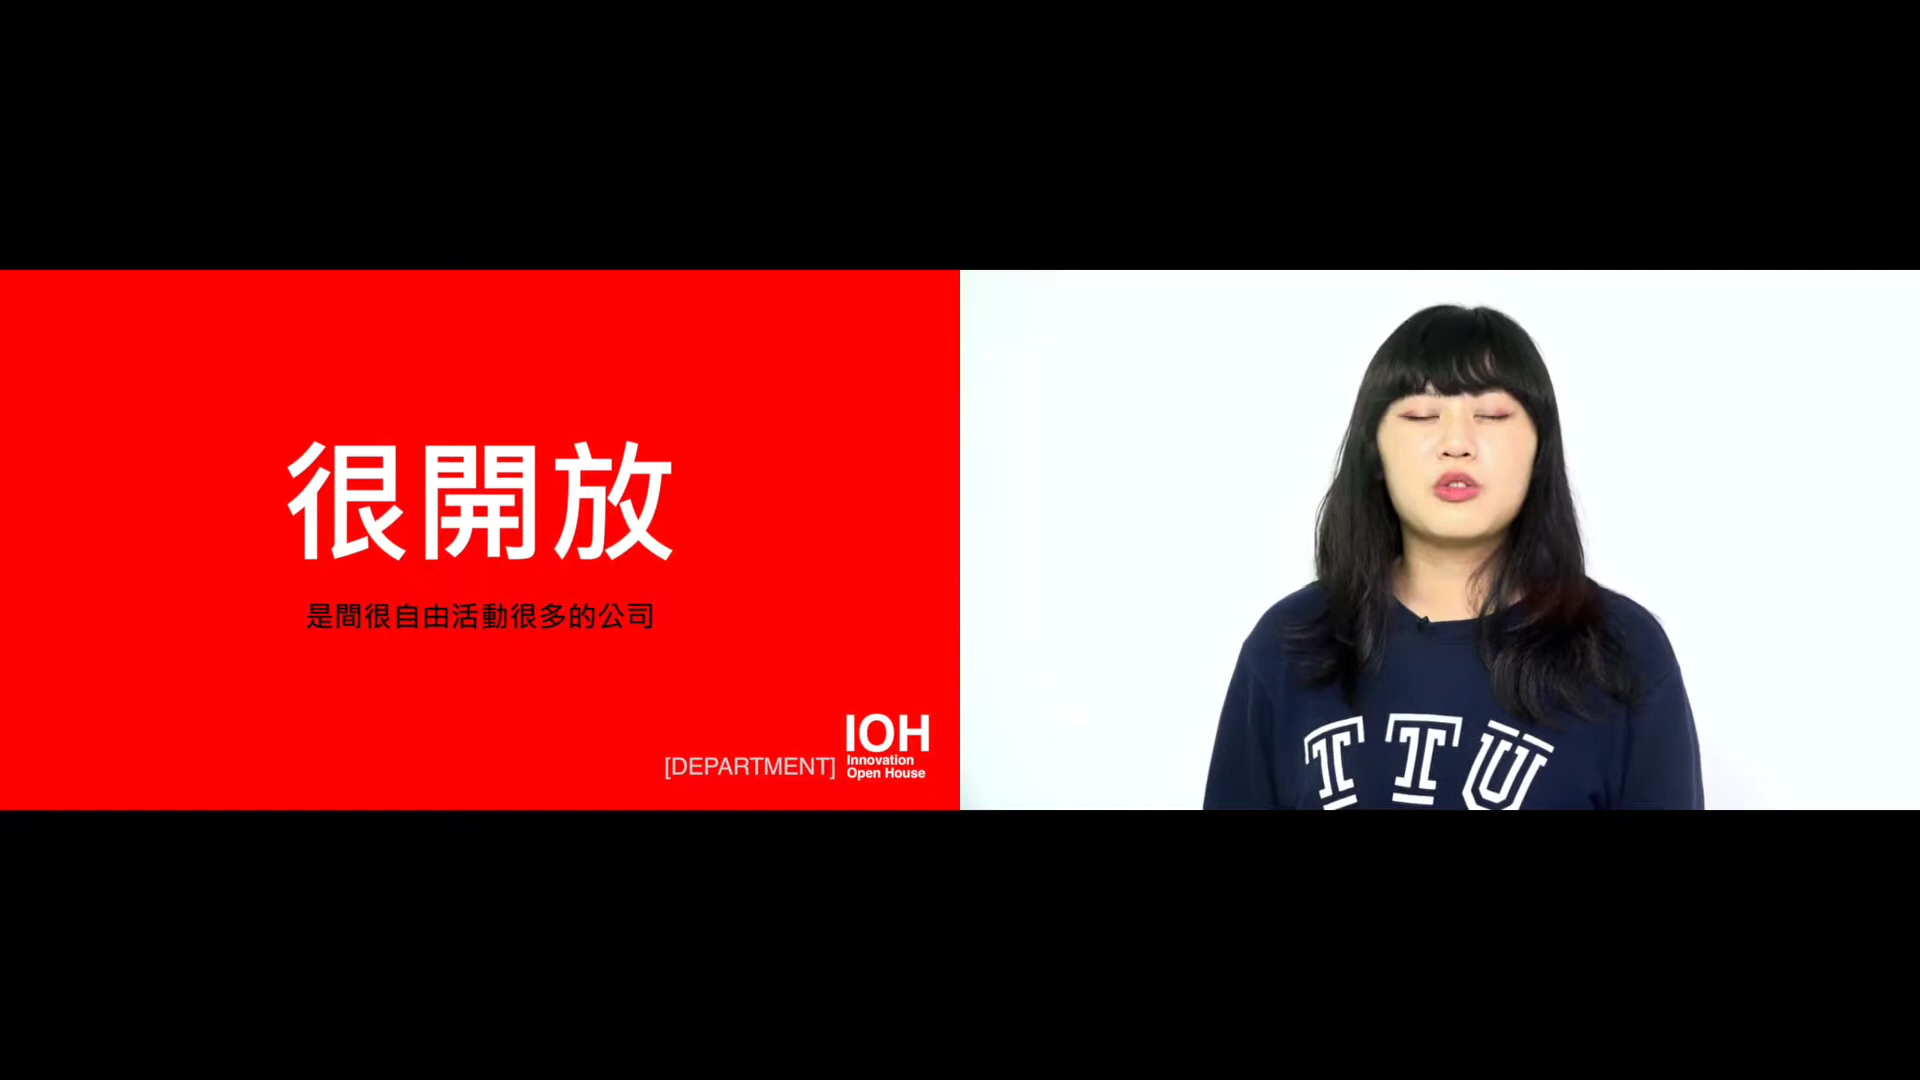 很開放
是間很自由活動很多的公司
[DEPARTMENT]
IOH
Innovation
Open House
TTU